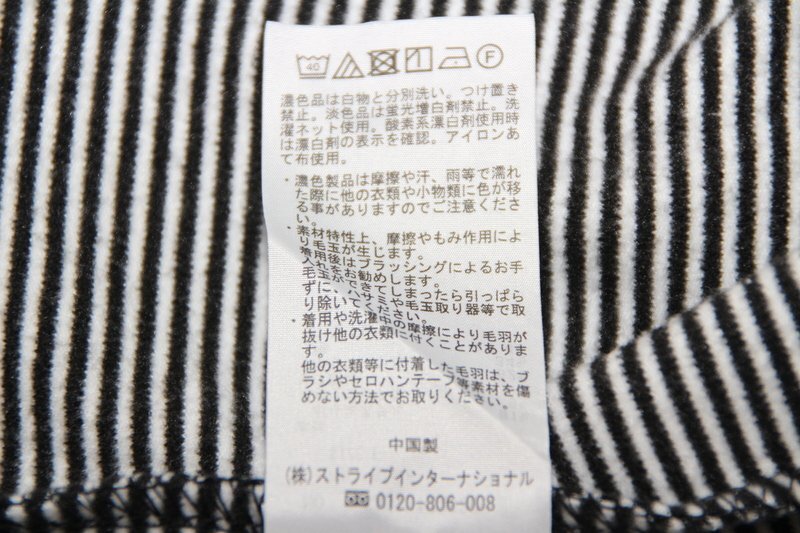 40 F
濃色品は白物と分別洗い。つけ置き
禁止。淡色品は蛍光増白剤禁止。洗
濯ネット使用。酸素系漂白剤使用時
は漂白剤の表示を確認。アイロンあ
て布使用。
・濃色製品は摩擦や汗、雨等で濡れ
た際に他の衣類や小物類に色が移
る事がありますのでご注意くださ
い。
・素材特性上、摩擦やもみ作用によ
り毛玉が生じます。
着用後はブラッシングによるお手
入れをお勧めします。
毛玉ができてしまったら引っぱら
ずに、ハサミや毛玉取り器等で取
り除いてください。
・着用や洗濯中の摩擦により毛羽が
抜け他の衣類に付くことがありま
す。
他の衣類等に付着した毛羽は、ブ
ラシやセロハンテープ等素材を傷
めない方法でお取りください。
中国製
(株)ストライプインターナショナル
0120-806-008